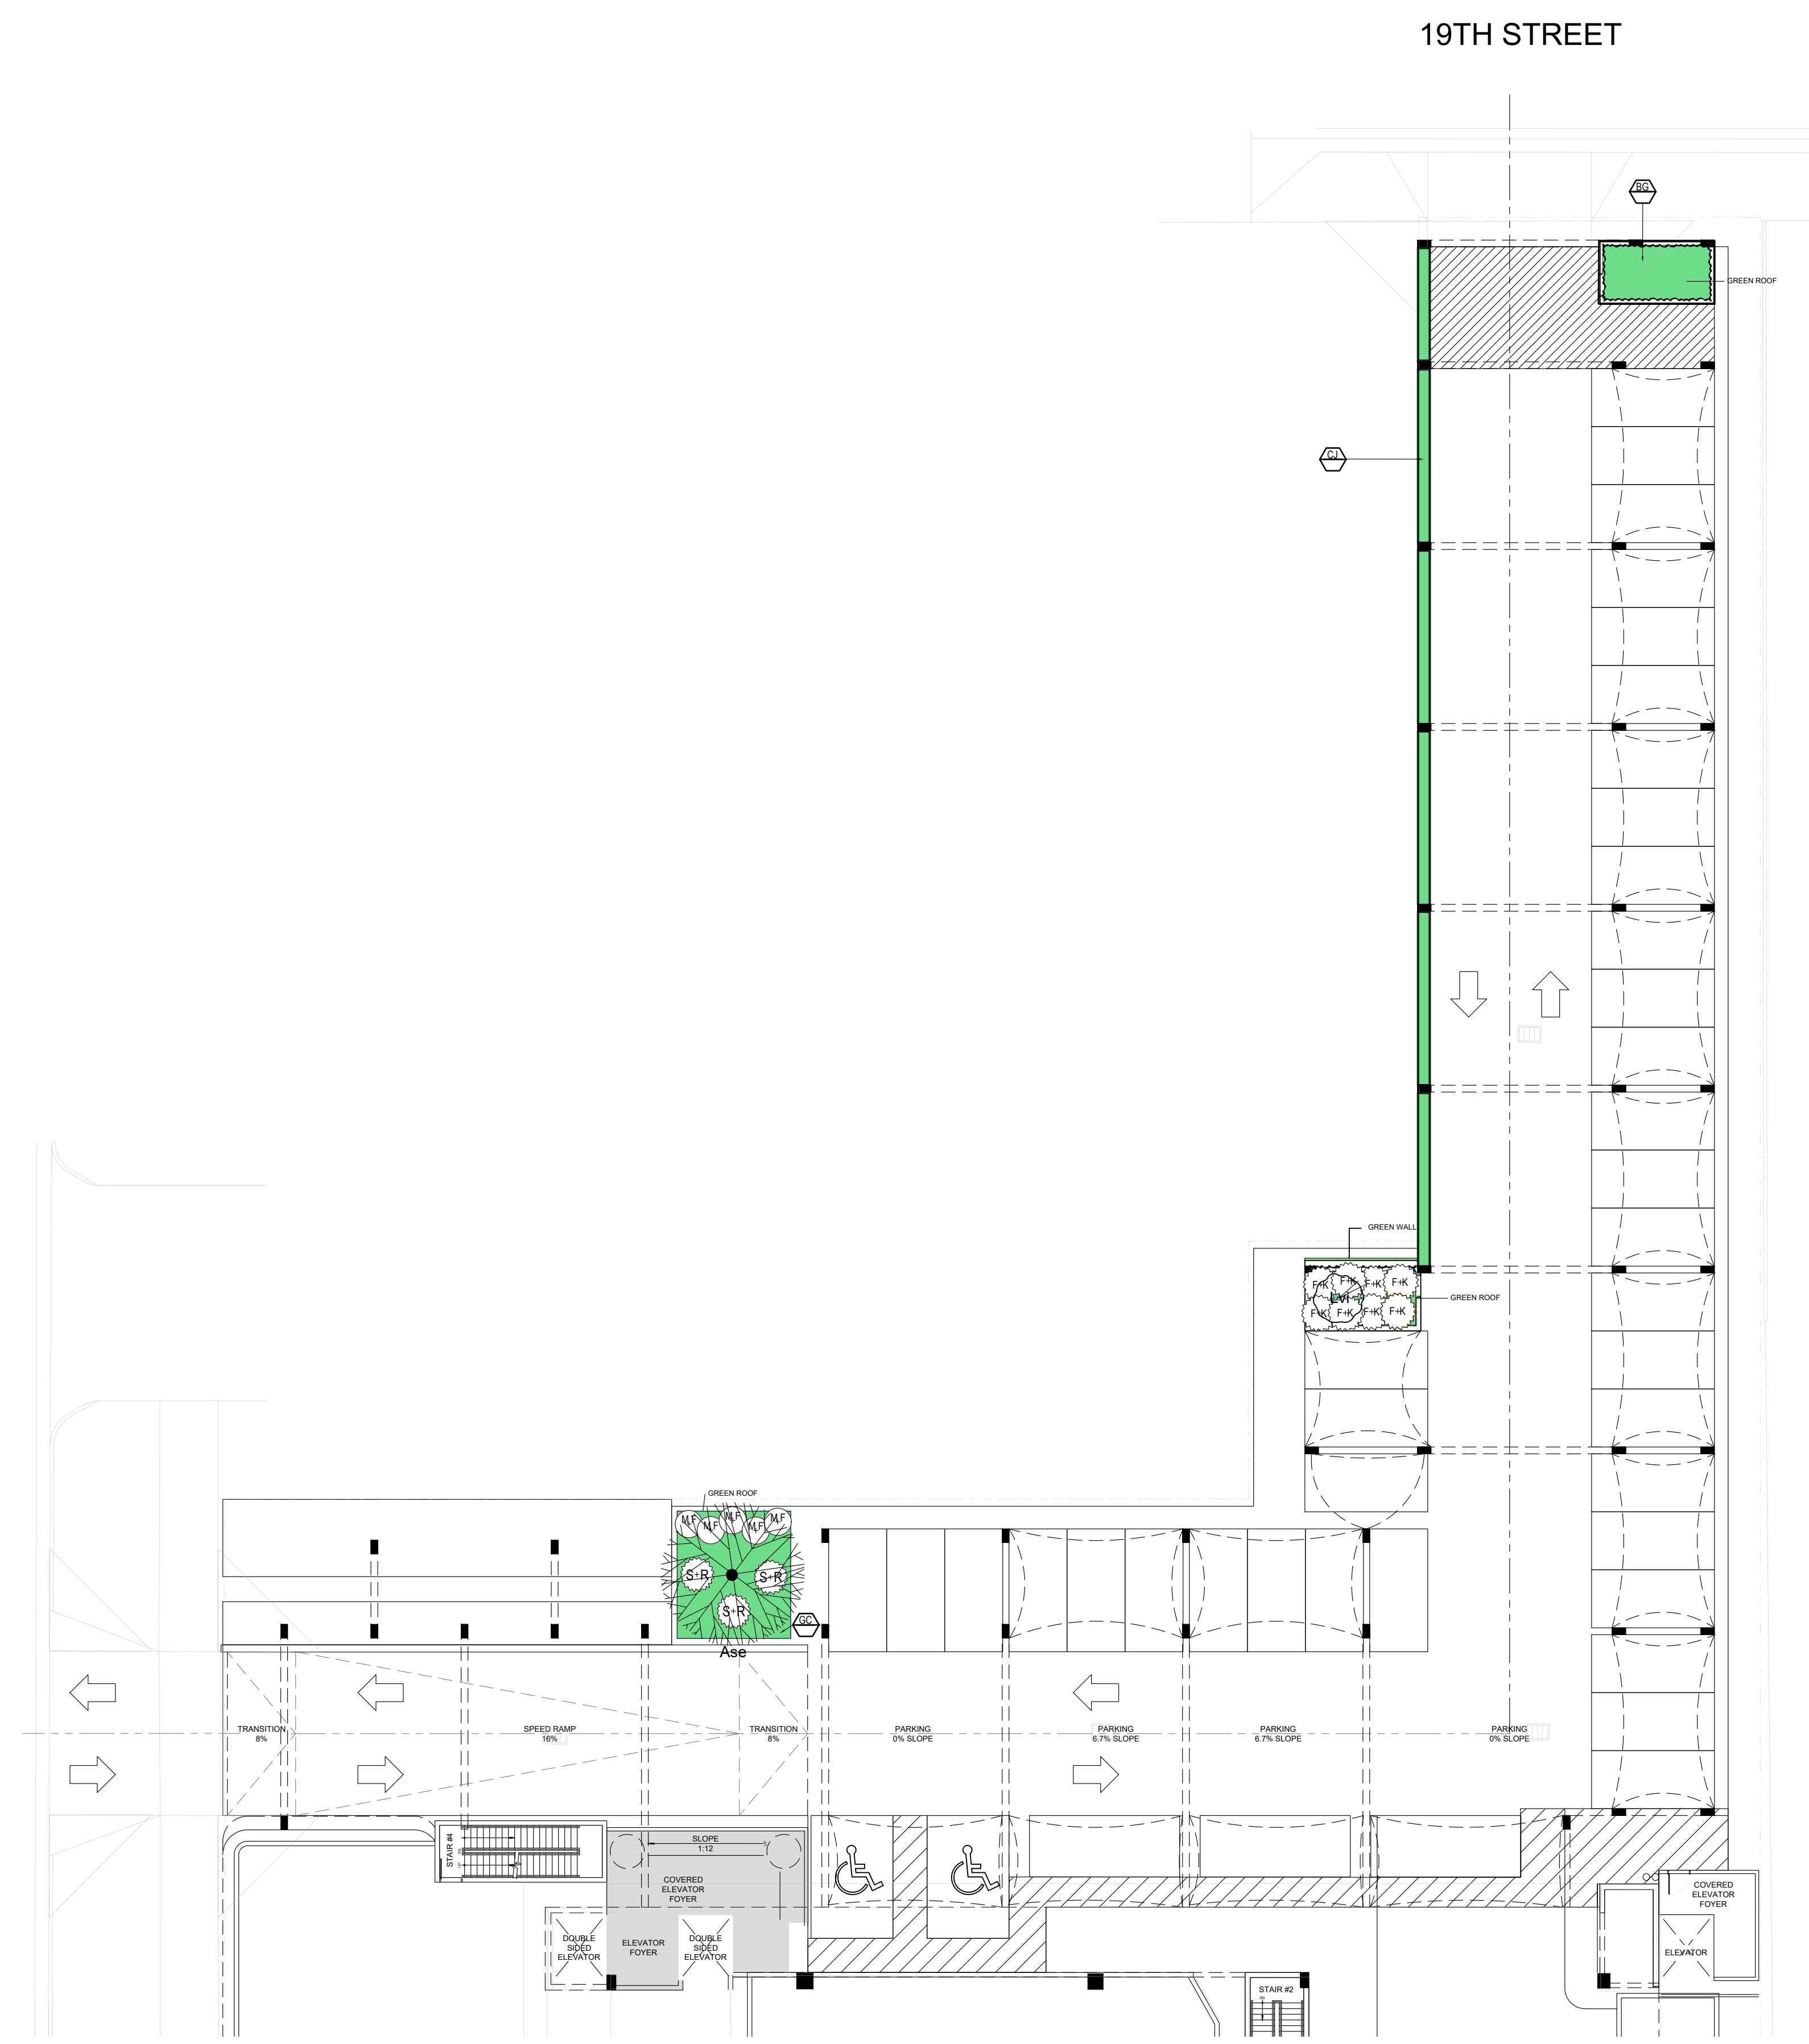 19TH STREET
BG
GREEN ROOF
CJ
GREEN WALL
F+K
F+K
F+K
F+K
Lvi
F+K
F+K
F+K
F+K
GREEN ROOF
GREEN ROOF
M,F
M,F
M,F
M,F
M,F
S+R
S+R
S+R
GC
Ase
TRANSITION
8%
SPEED RAMP
16%
TRANSITION
8%
PARKING
0% SLOPE
PARKING
6.7% SLOPE
PARKING
6.7% SLOPE
PARKING
0% SLOPE
STAIR #4
SLOPE
1:12
COVERED
ELEVATOR
FOYER
DOUBLE
SIDED
ELEVATOR
ELEVATOR
FOYER
DOUBLE
SIDED
ELEVATOR
STAIR #2
DN
COVERED
ELEVATOR
FOYER
ELEVATOR